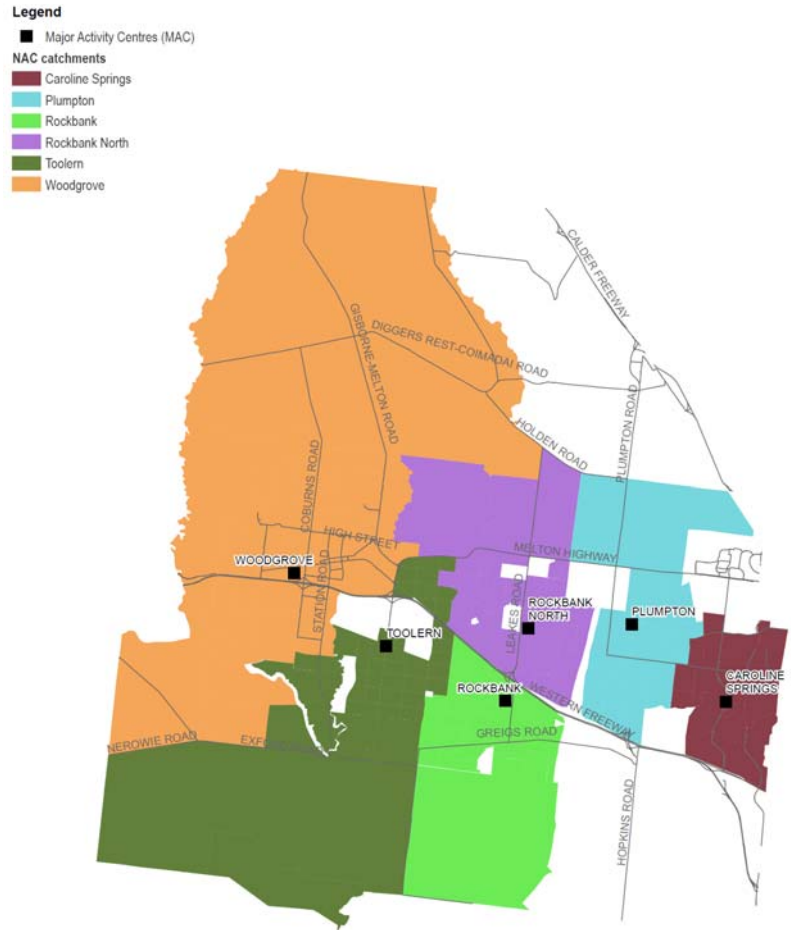 Legend
Major Activity Centres (MAC)
NAC catchments
Caroline Springs
Plumpton
Rockbank
Rockbank North
Toolern
Woodgrove
CALDER FREEWAY
GISBORNE-MELTON ROAD
DIGGERS REST-COIMADAI ROAD
PLUMPTON ROAD
HOLDEN ROAD
COBURNS ROAD
HIGH STREET
MELTON HIGHWAY
WOODGROVE
STATION ROAD
LEAKES ROAD
ROCKBANK
NORTH
PLUMPTON
TOOLERN
CAROLINE
SPRINGS
ROCKBANK
WESTERN FREEWAY
NEROWIE ROAD
GREIGS ROAD
HOPKINS ROAD